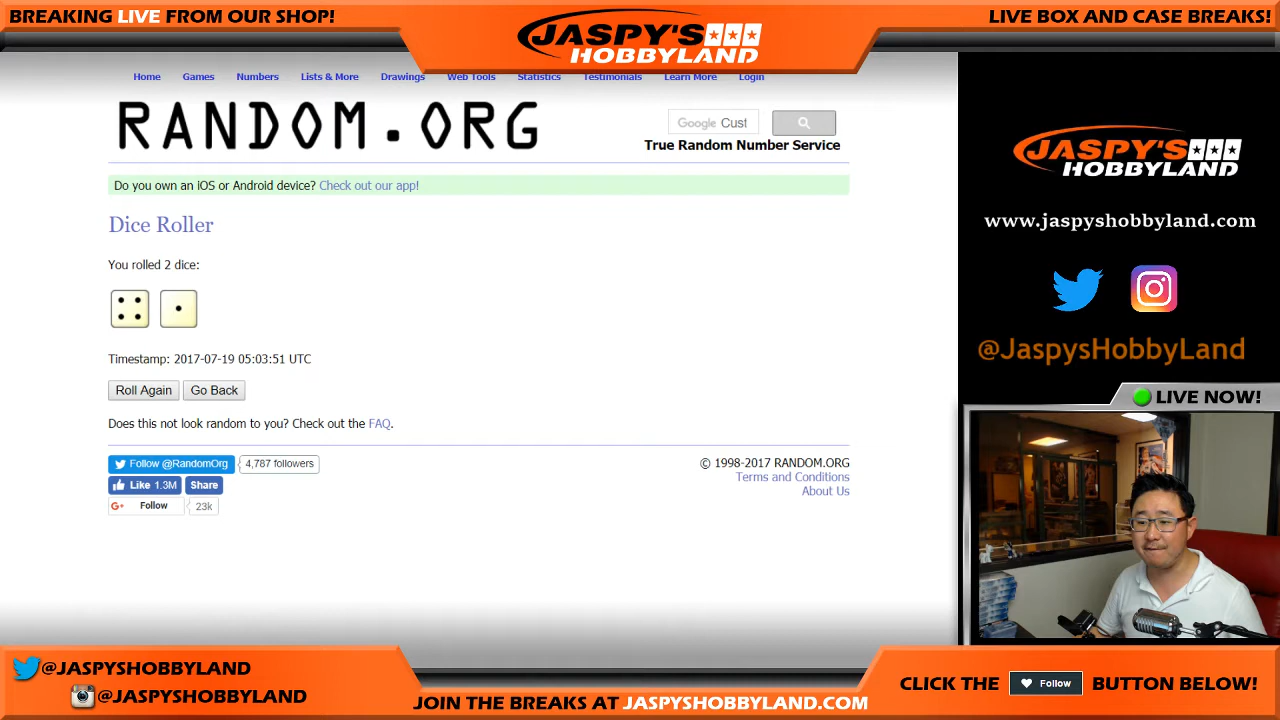 BREAKING LIVE FROM OUR SHOP!
JASPY'S
HOBBYLAND
LIVE BOX AND CASE BREAKS!
Home Games Numbers Lists & More Drawings Web Tools Statistics Testimonials Learn More Login
RANDOM.ORG
Google Cust
True Random Number Service
Do you own an iOS or Android device? Check out our app!
Dice Roller
You rolled 2 dice:
Timestamp: 2017-07-19 05:03:51 UTC
Roll Again Go Back
Does this not look random to you? Check out the FAQ.
Follow @RandomOrg 4,787 followers
Like 1.3M Share
G+ Follow 23k
© 1998-2017 RANDOM.ORG
Terms and Conditions
About Us
JASPY'S
HOBBYLAND
www.jaspyshobbyland.com
@JaspysHobbyLand
LIVE NOW!
@JASPYSHOBBYLAND
@JASPYSHOBBYLAND
JOIN THE BREAKS AT JASPYSHOBBYLAND.COM
CLICK THE Follow BUTTON BELOW!